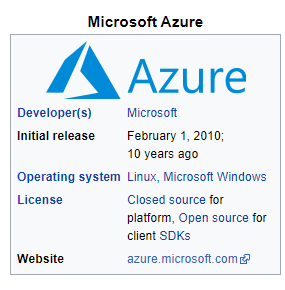 Microsoft Azure
Azure
Developer(s) Microsoft
Initial release February 1, 2010;
10 years ago
Operating system Linux, Microsoft Windows
License Closed source for
platform, Open source for
client SDKs
Website azure.microsoft.com